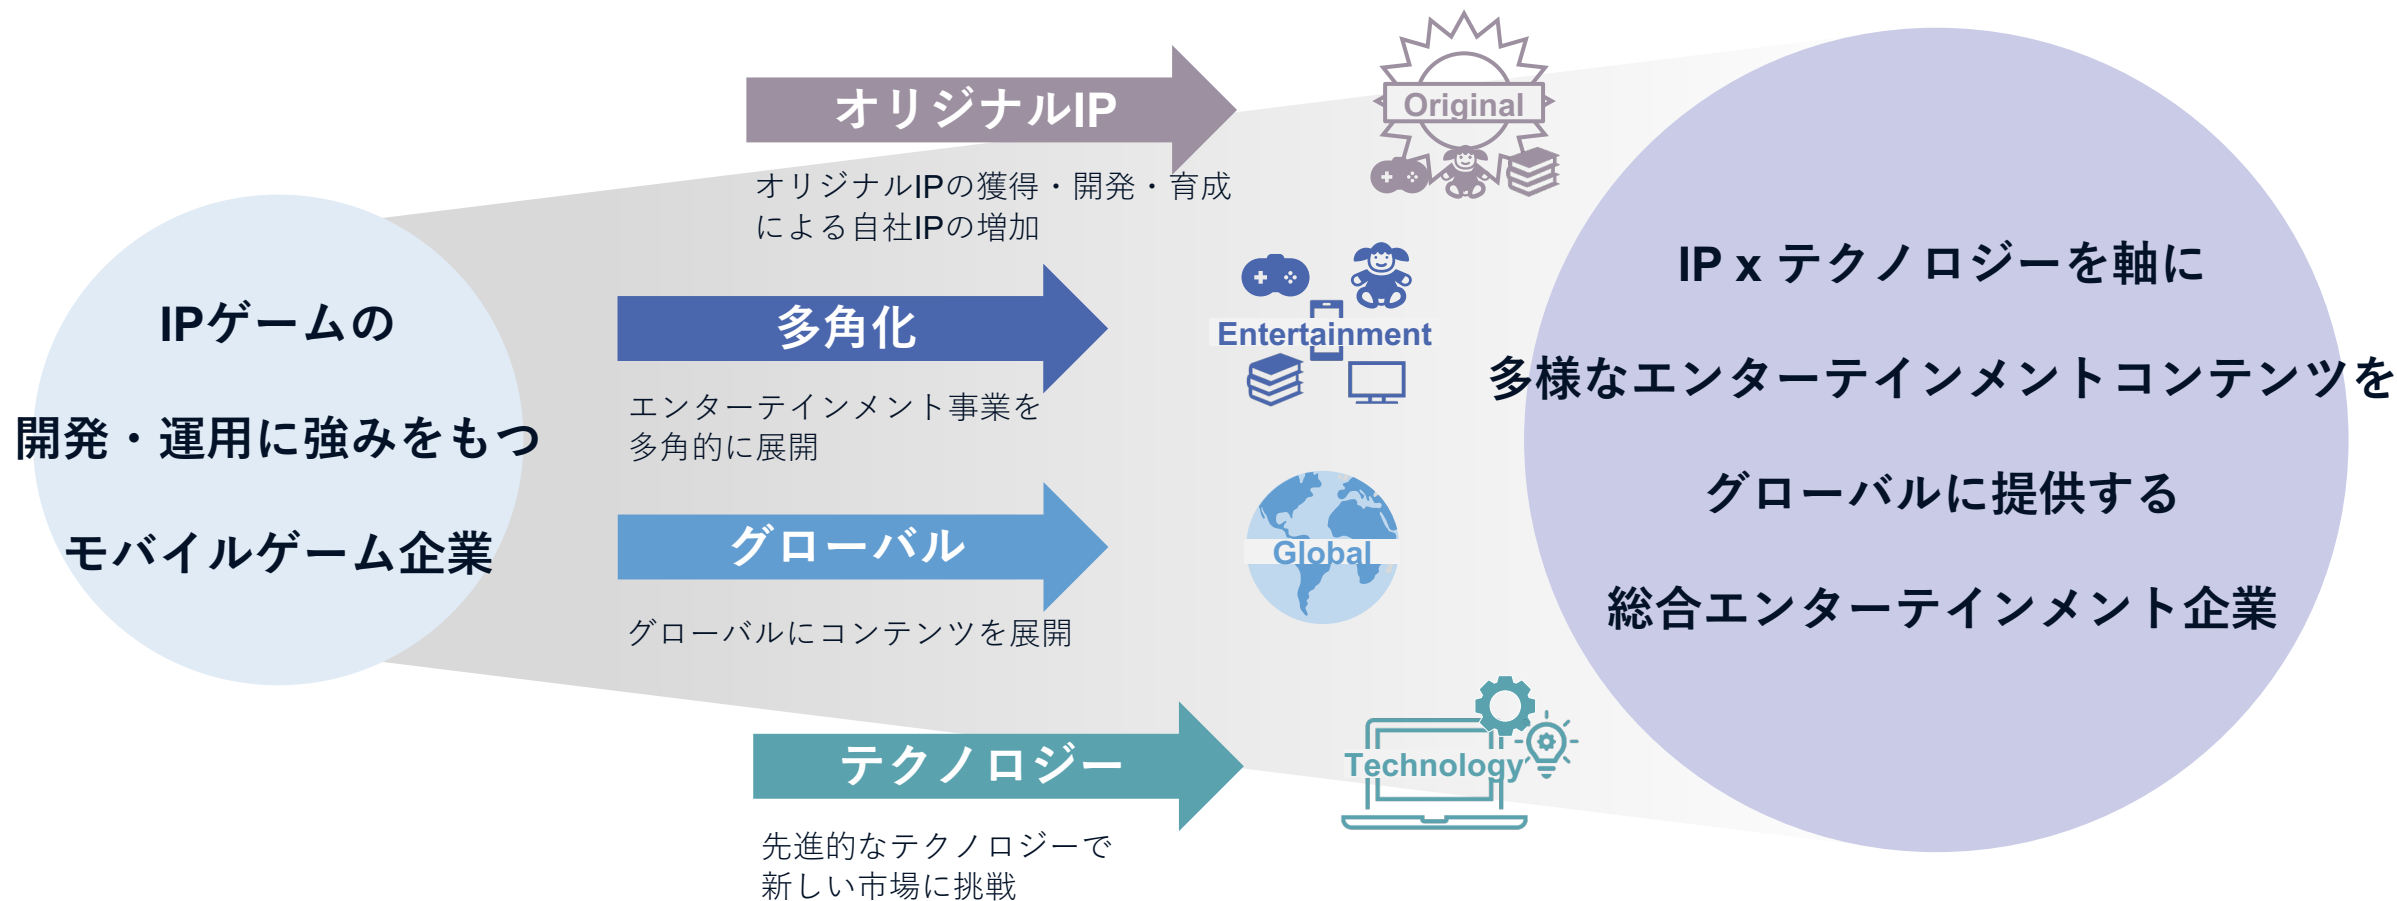 IPゲームの
開発・運用に強みをもつ
モバイルゲーム企業
オリジナルIP
オリジナルIPの獲得・開発・育成
による自社IPの増加
Original
多角化
エンターテインメント事業を
多角的に展開
Entertainment
グローバル
グローバルにコンテンツを展開
Global
テクノロジー
先進的なテクノロジーで
新しい市場に挑戦
Technology
IP x テクノロジーを軸に
多様なエンターテインメントコンテンツを
グローバルに提供する
総合エンターテインメント企業